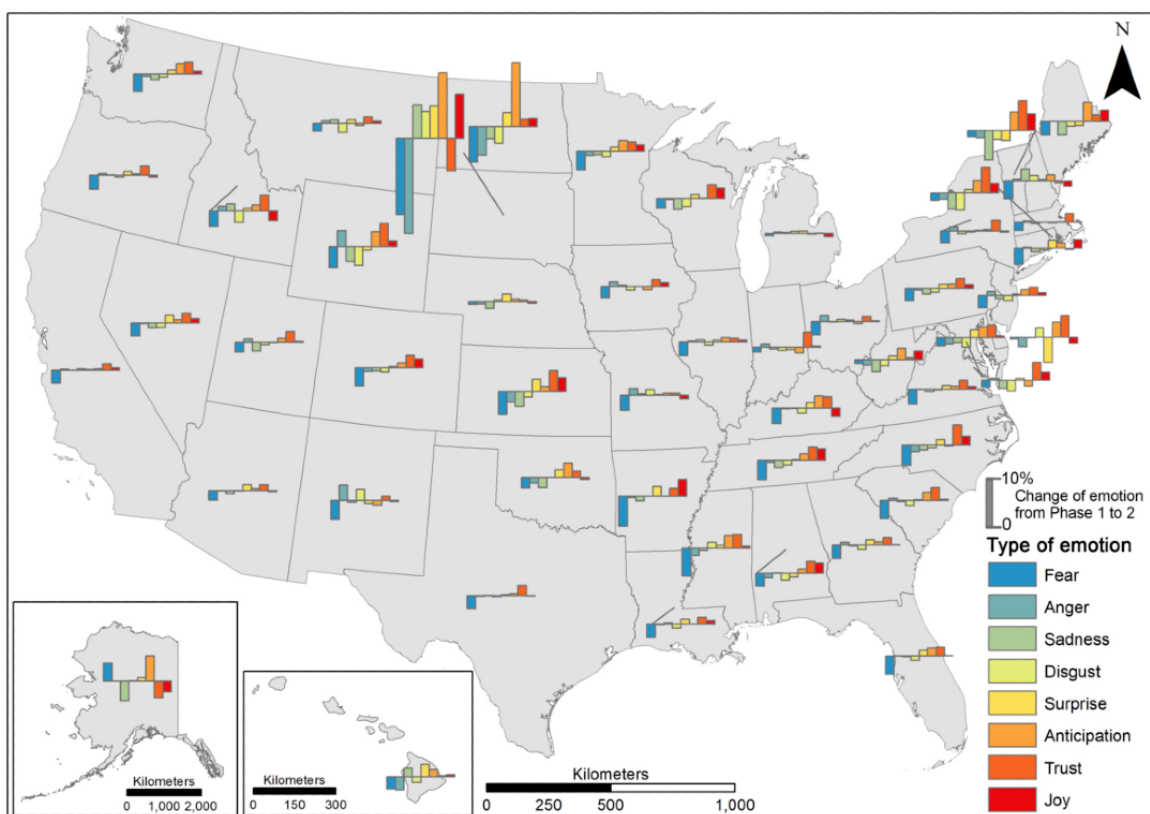 N
10%
Change of emotion
from Phase 1 to 2
0
Type of emotion
Fear
Anger
Sadness
Disgust
Surprise
Anticipation
Trust
Joy
Kilometers
0 1,000 2,000
Kilometers
0 150 300
Kilometers
0 250 500 1,000